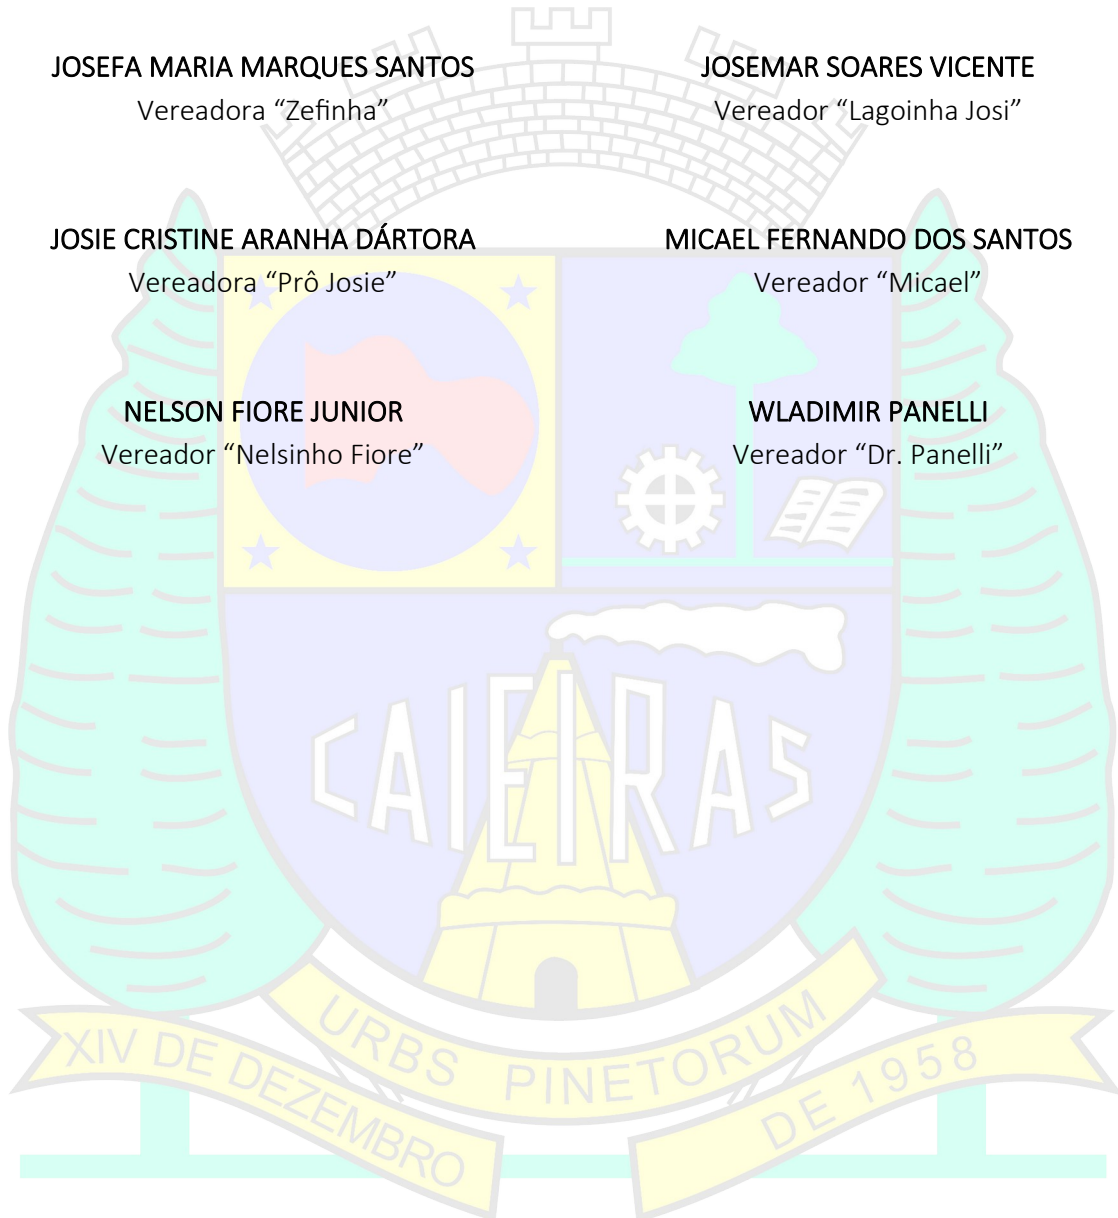 JOSEFA MARIA MARQUES SANTOS
Vereadora “Zefinha”
JOSEMAR SOARES VICENTE
Vereador “Lagoinha Josi”
JOSIE CRISTINE ARANHA DÁRTORA
Vereadora “Prô Josie”
MICAEL FERNANDO DOS SANTOS
Vereador “Micael”
NELSON FIORE JUNIOR
Vereador “Nelsinho Fiore”
WLADIMIR PANELLI
Vereador “Dr. Panelli”
CAIEIRAS
URBS PINETORUM
XIV DE DEZEMBRO
DE 1958